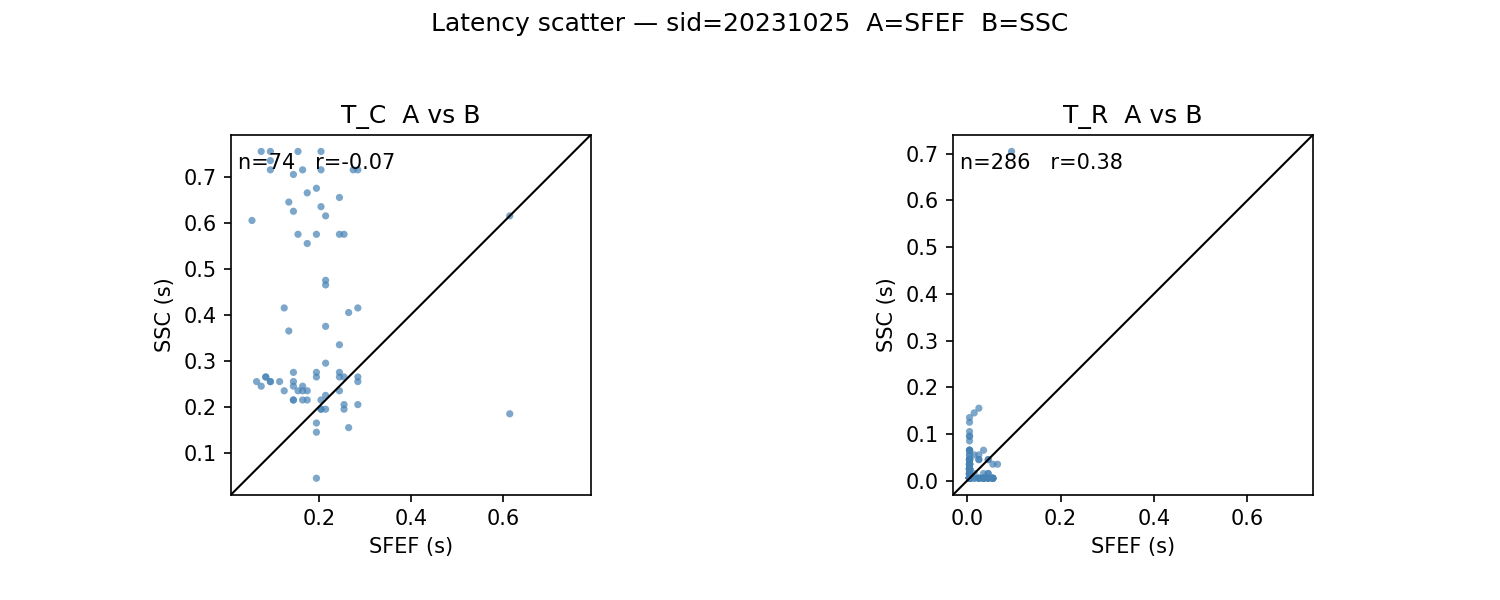 Latency scatter — sid=20231025  A=SFEF  B=SSC
T_C  A vs B
n=74   r=-0.07
0.7
0.6
0.5
0.4
0.3
0.2
0.1
SSC (s)
0.2 0.4 0.6
SFEF (s)
T_R  A vs B
n=286   r=0.38
0.7
0.6
0.5
0.4
0.3
0.2
0.1
0.0
SSC (s)
0.0 0.2 0.4 0.6
SFEF (s)